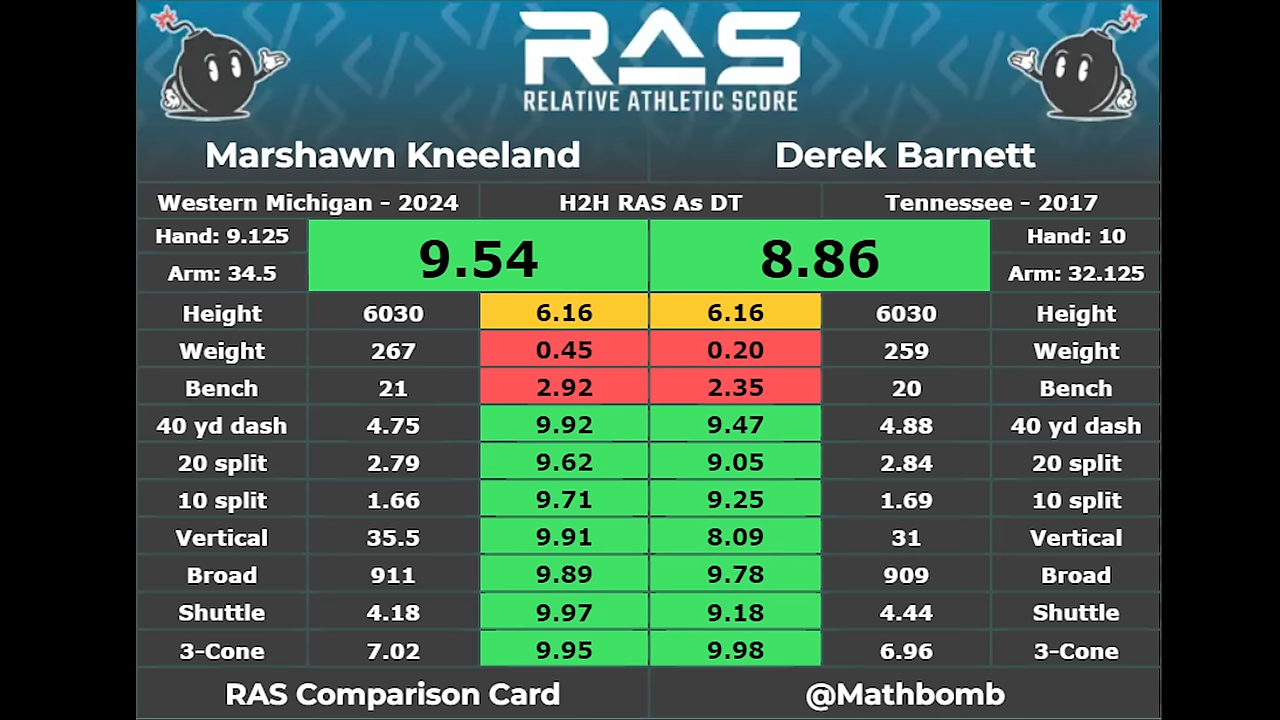 RAS
RELATIVE ATHLETIC SCORE
Marshawn Kneeland Derek Barnett
Western Michigan - 2024 H2H RAS As DT Tennessee - 2017
Hand: 9.125 9.54 8.86 Hand: 10
Arm: 34.5 Arm: 32.125
Height 6030 6.16 6.16 6030 Height
Weight 267 0.45 0.20 259 Weight
Bench 21 2.92 2.35 20 Bench
40 yd dash 4.75 9.92 9.47 4.88 40 yd dash
20 split 2.79 9.62 9.05 2.84 20 split
10 split 1.66 9.71 9.25 1.69 10 split
Vertical 35.5 9.91 8.09 31 Vertical
Broad 911 9.89 9.78 909 Broad
Shuttle 4.18 9.97 9.18 4.44 Shuttle
3-Cone 7.02 9.95 9.98 6.96 3-Cone
RAS Comparison Card @Mathbomb